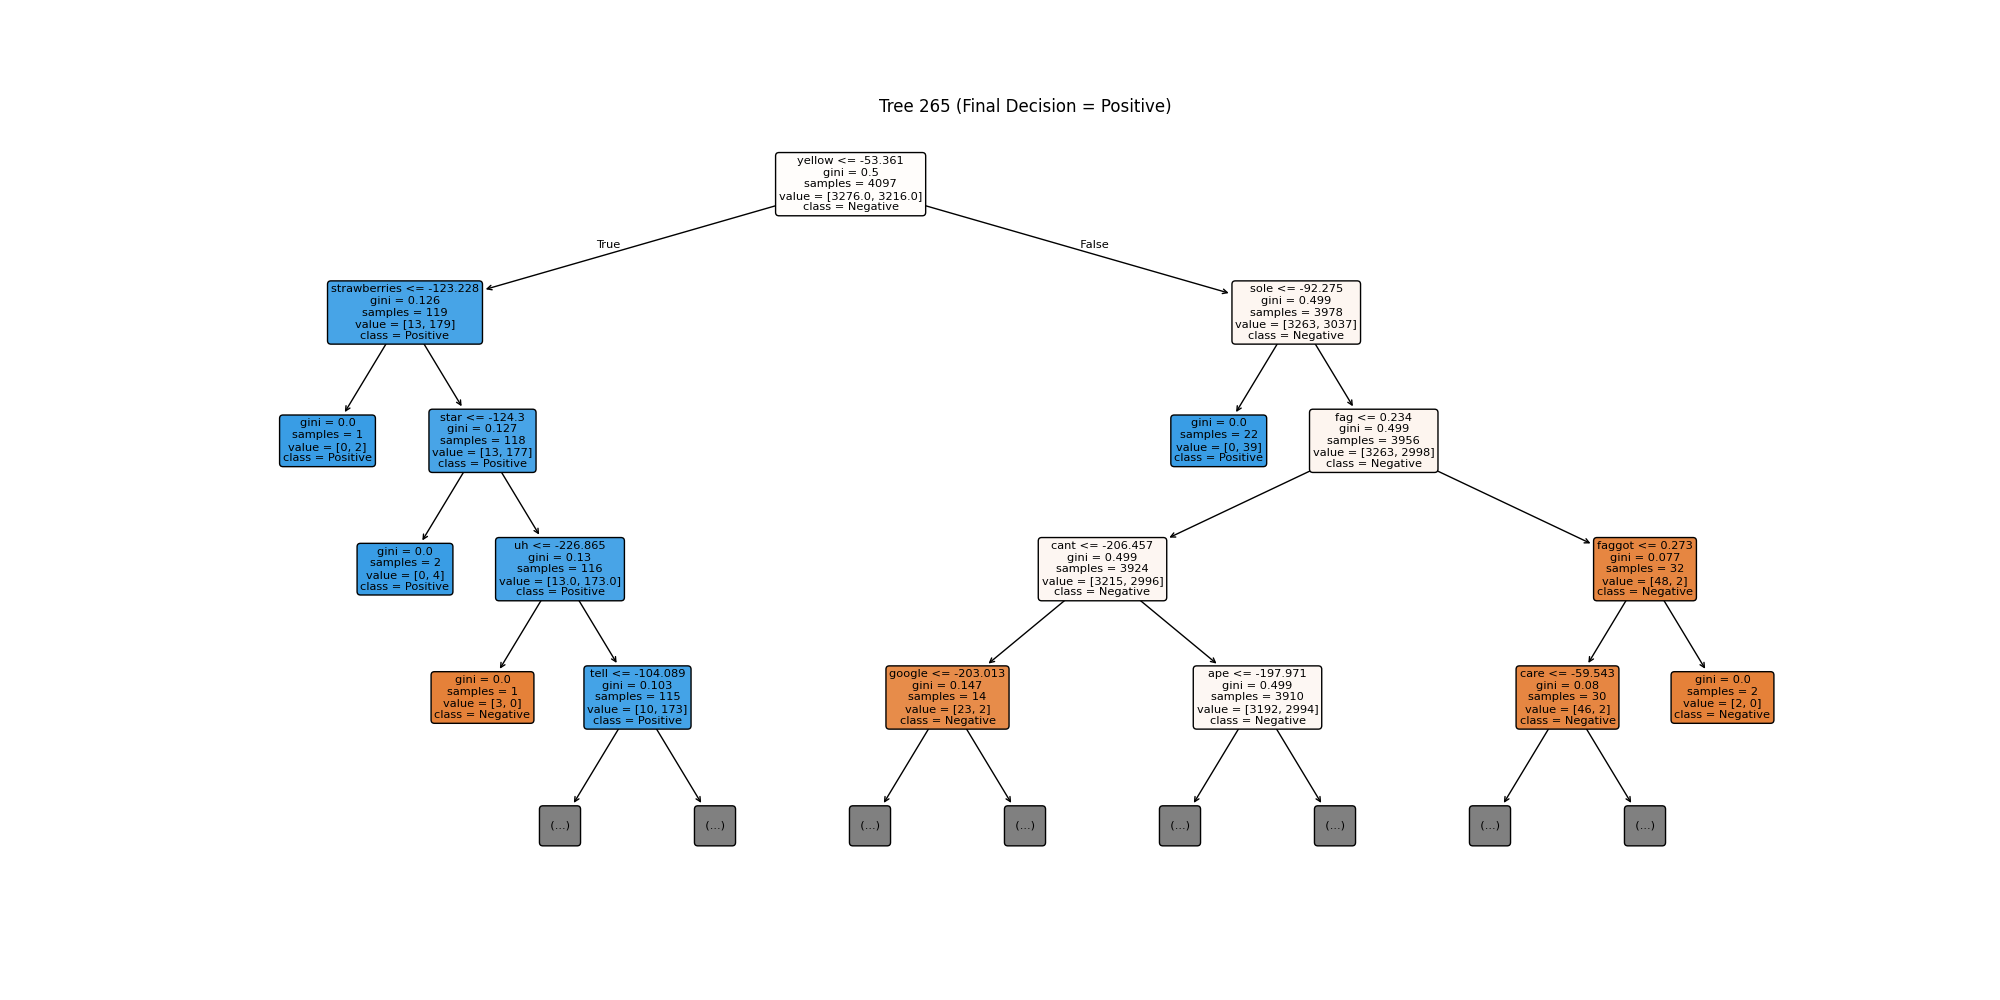 Tree 265 (Final Decision = Positive)
yellow <= -53.361
gini = 0.5
samples = 4097
value = [3276.0, 3216.0]
class = Negative
True
False
strawberries <= -123.228
gini = 0.126
samples = 119
value = [13, 179]
class = Positive
sole <= -92.275
gini = 0.499
samples = 3978
value = [3263, 3037]
class = Negative
gini = 0.0
samples = 1
value = [0, 2]
class = Positive
star <= -124.3
gini = 0.127
samples = 118
value = [13, 177]
class = Positive
gini = 0.0
samples = 22
value = [0, 39]
class = Positive
fag <= 0.234
gini = 0.499
samples = 3956
value = [3263, 2998]
class = Negative
gini = 0.0
samples = 2
value = [0, 4]
class = Positive
uh <= -226.865
gini = 0.13
samples = 116
value = [13.0, 173.0]
class = Positive
cant <= -206.457
gini = 0.499
samples = 3924
value = [3215, 2996]
class = Negative
faggot <= 0.273
gini = 0.077
samples = 32
value = [48, 2]
class = Negative
gini = 0.0
samples = 1
value = [3, 0]
class = Negative
tell <= -104.089
gini = 0.103
samples = 115
value = [10, 173]
class = Positive
google <= -203.013
gini = 0.147
samples = 14
value = [23, 2]
class = Negative
ape <= -197.971
gini = 0.499
samples = 3910
value = [3192, 2994]
class = Negative
care <= -59.543
gini = 0.08
samples = 30
value = [46, 2]
class = Negative
gini = 0.0
samples = 2
value = [2, 0]
class = Negative
(...)
(...)
(...)
(...)
(...)
(...)
(...)
(...)